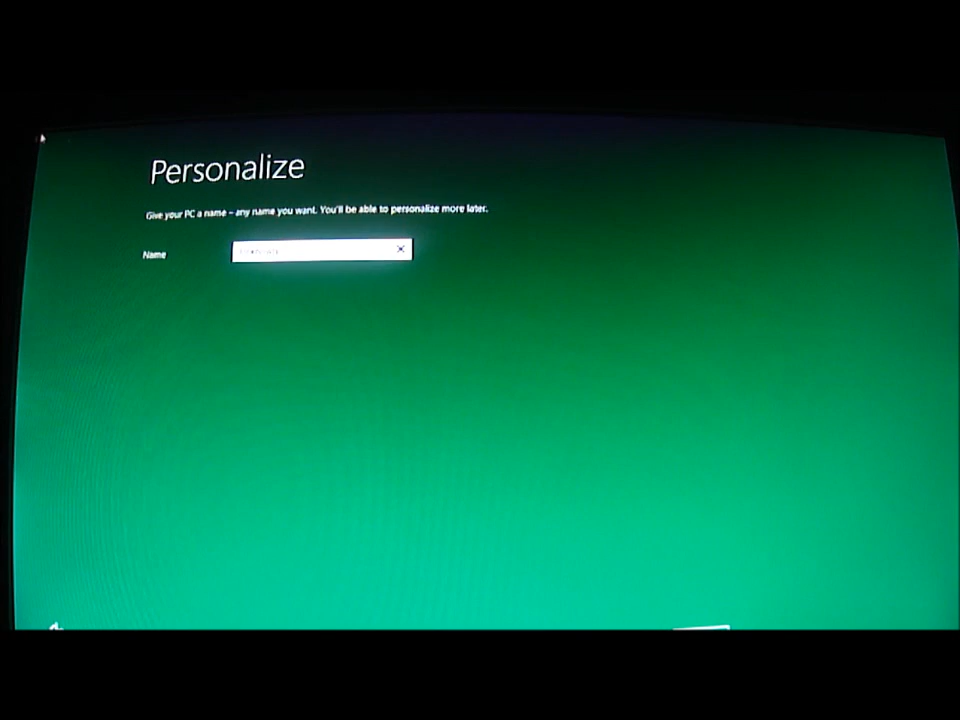 Personalize
Give your PC a name – any name you want. You'll be able to personalize more later.
Name